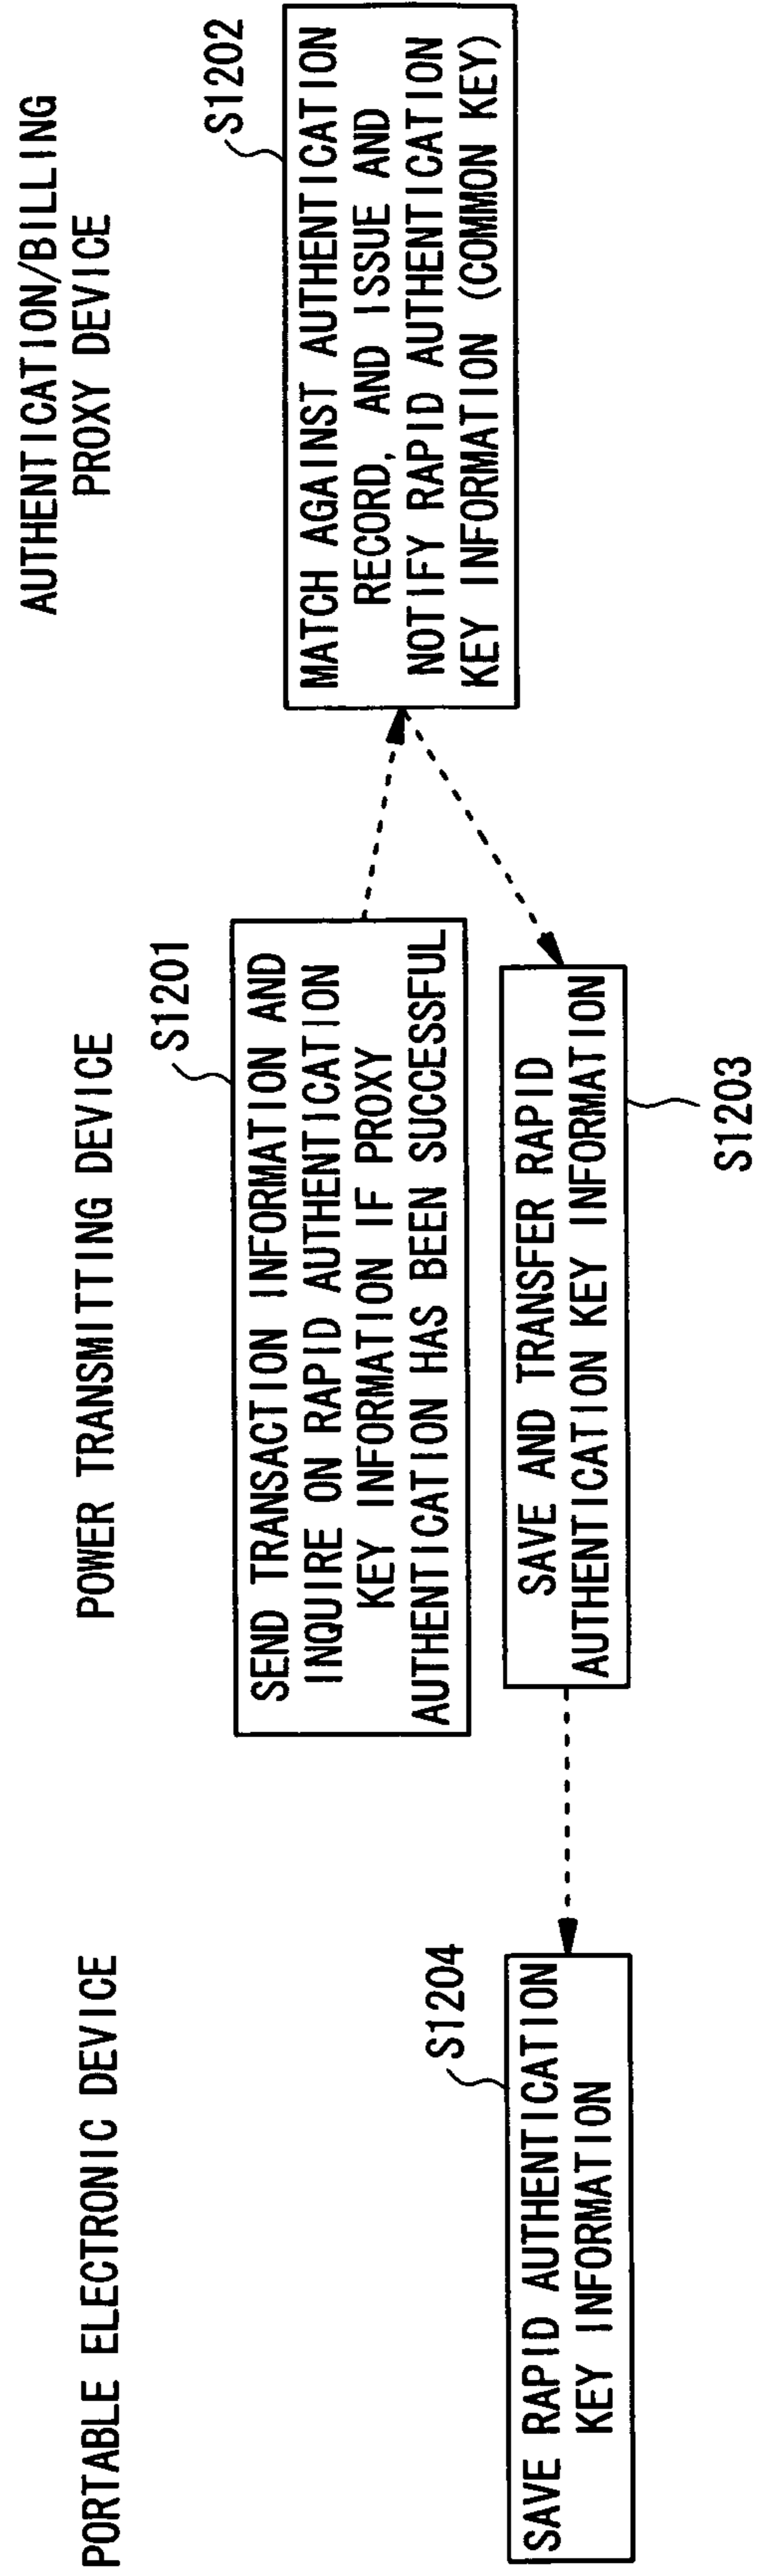 PORTABLE ELECTRONIC DEVICE
POWER TRANSMITTING DEVICE
AUTHENTICATION/BILLING
PROXY DEVICE
S1201
SEND TRANSACTION INFORMATION AND
INQUIRE ON RAPID AUTHENTICATION
KEY INFORMATION IF PROXY
AUTHENTICATION HAS BEEN SUCCESSFUL
S1202
MATCH AGAINST AUTHENTICATION
RECORD, AND ISSUE AND
NOTIFY RAPID AUTHENTICATION
KEY INFORMATION (COMMON KEY)
SAVE AND TRANSFER RAPID
AUTHENTICATION KEY INFORMATION
S1203
S1204
SAVE RAPID AUTHENTICATION
KEY INFORMATION